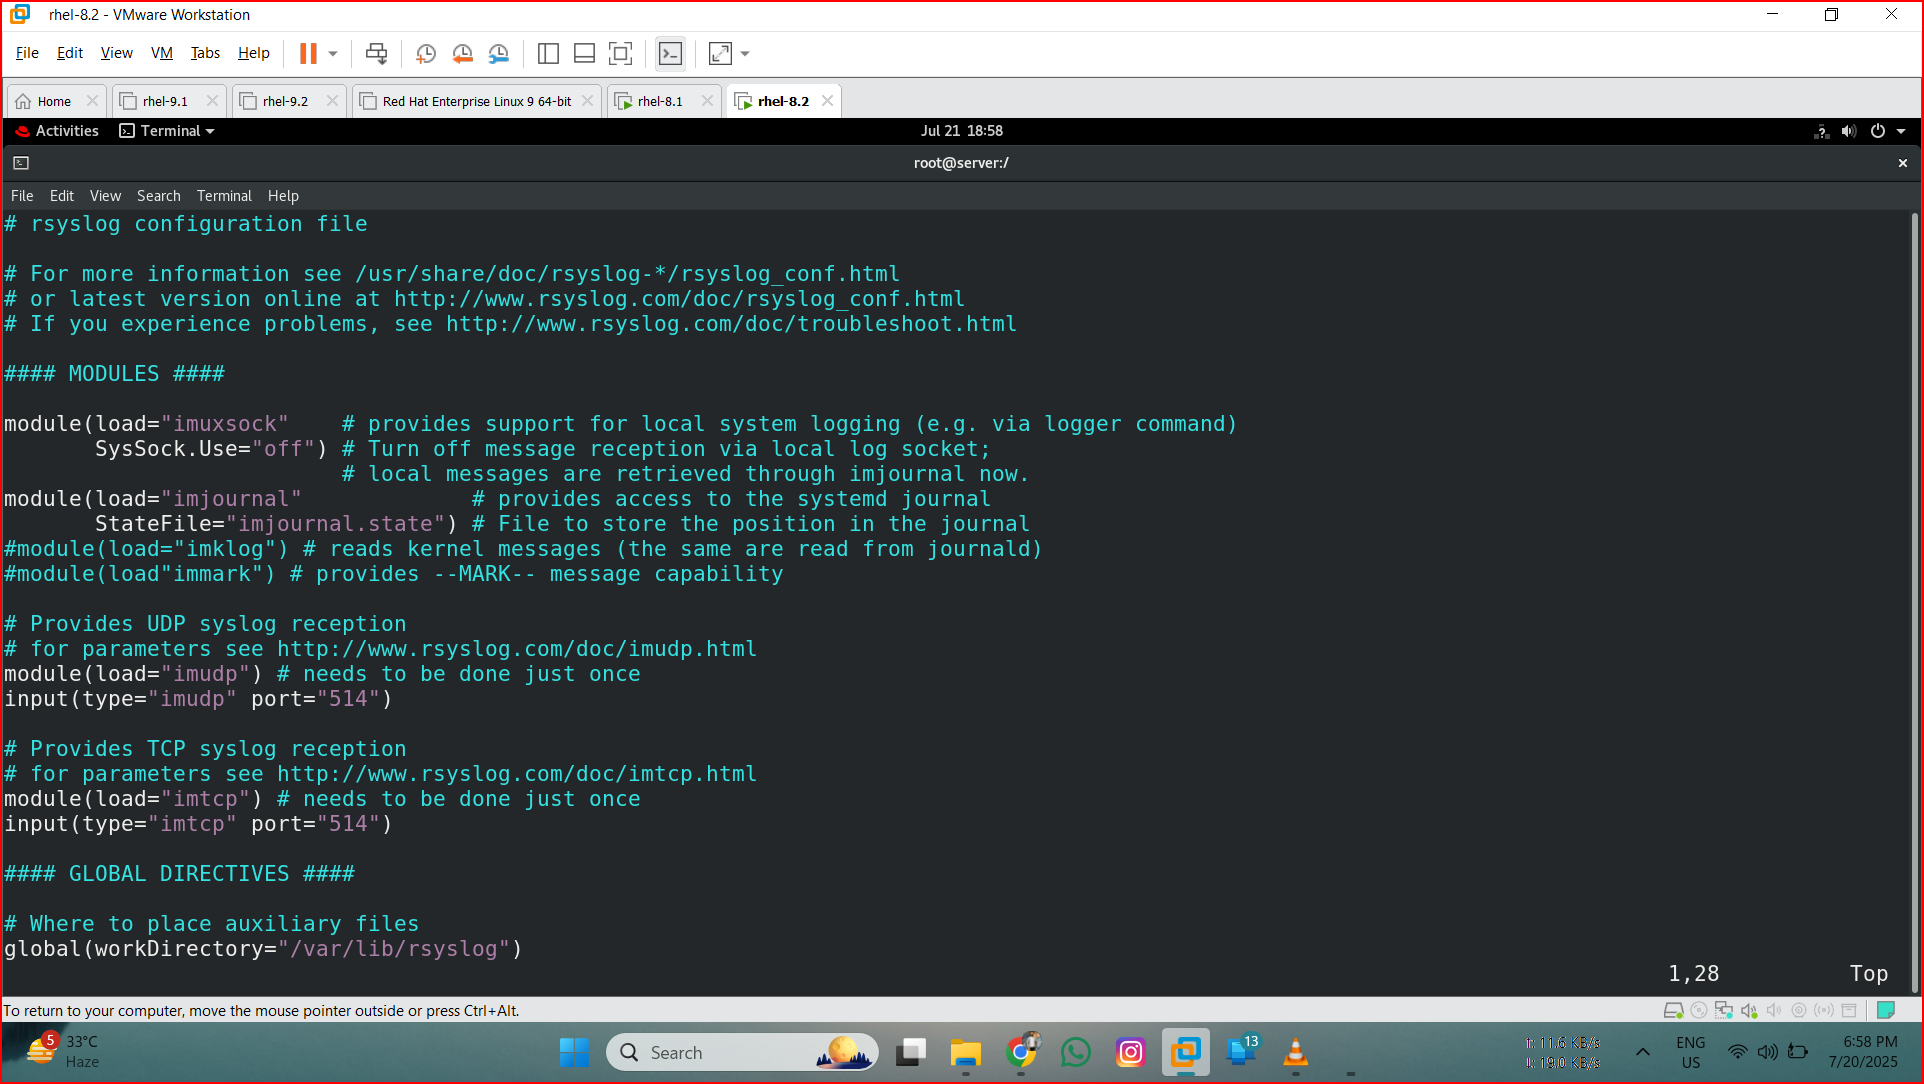 rhel-8.2 - VMware Workstation
File Edit View VM Tabs Help
Home rhel-9.1 rhel-9.2 Red Hat Enterprise Linux 9 64-bit rhel-8.1 rhel-8.2
Activities Terminal Jul 21 18:58
root@server:/
File Edit View Search Terminal Help
# rsyslog configuration file
# For more information see /usr/share/doc/rsyslog-*/rsyslog_conf.html
# or latest version online at http://www.rsyslog.com/doc/rsyslog_conf.html
# If you experience problems, see http://www.rsyslog.com/doc/troubleshoot.html
#### MODULES ####
module(load="imuxsock"    # provides support for local system logging (e.g. via logger command)
       SysSock.Use="off") # Turn off message reception via local log socket;
                          # local messages are retrieved through imjournal now.
module(load="imjournal"             # provides access to the systemd journal
       StateFile="imjournal.state") # File to store the position in the journal
#module(load="imklog") # reads kernel messages (the same are read from journald)
#module(load"immark") # provides --MARK-- message capability
# Provides UDP syslog reception
# for parameters see http://www.rsyslog.com/doc/imudp.html
module(load="imudp") # needs to be done just once
input(type="imudp" port="514")
# Provides TCP syslog reception
# for parameters see http://www.rsyslog.com/doc/imtcp.html
module(load="imtcp") # needs to be done just once
input(type="imtcp" port="514")
#### GLOBAL DIRECTIVES ####
# Where to place auxiliary files
global(workDirectory="/var/lib/rsyslog")
1,28 Top
To return to your computer, move the mouse pointer outside or press Ctrl+Alt.
5 33°C
Haze
Search
13
11.6 KB/s
19.0 KB/s
ENG
US
6:58 PM
7/20/2025